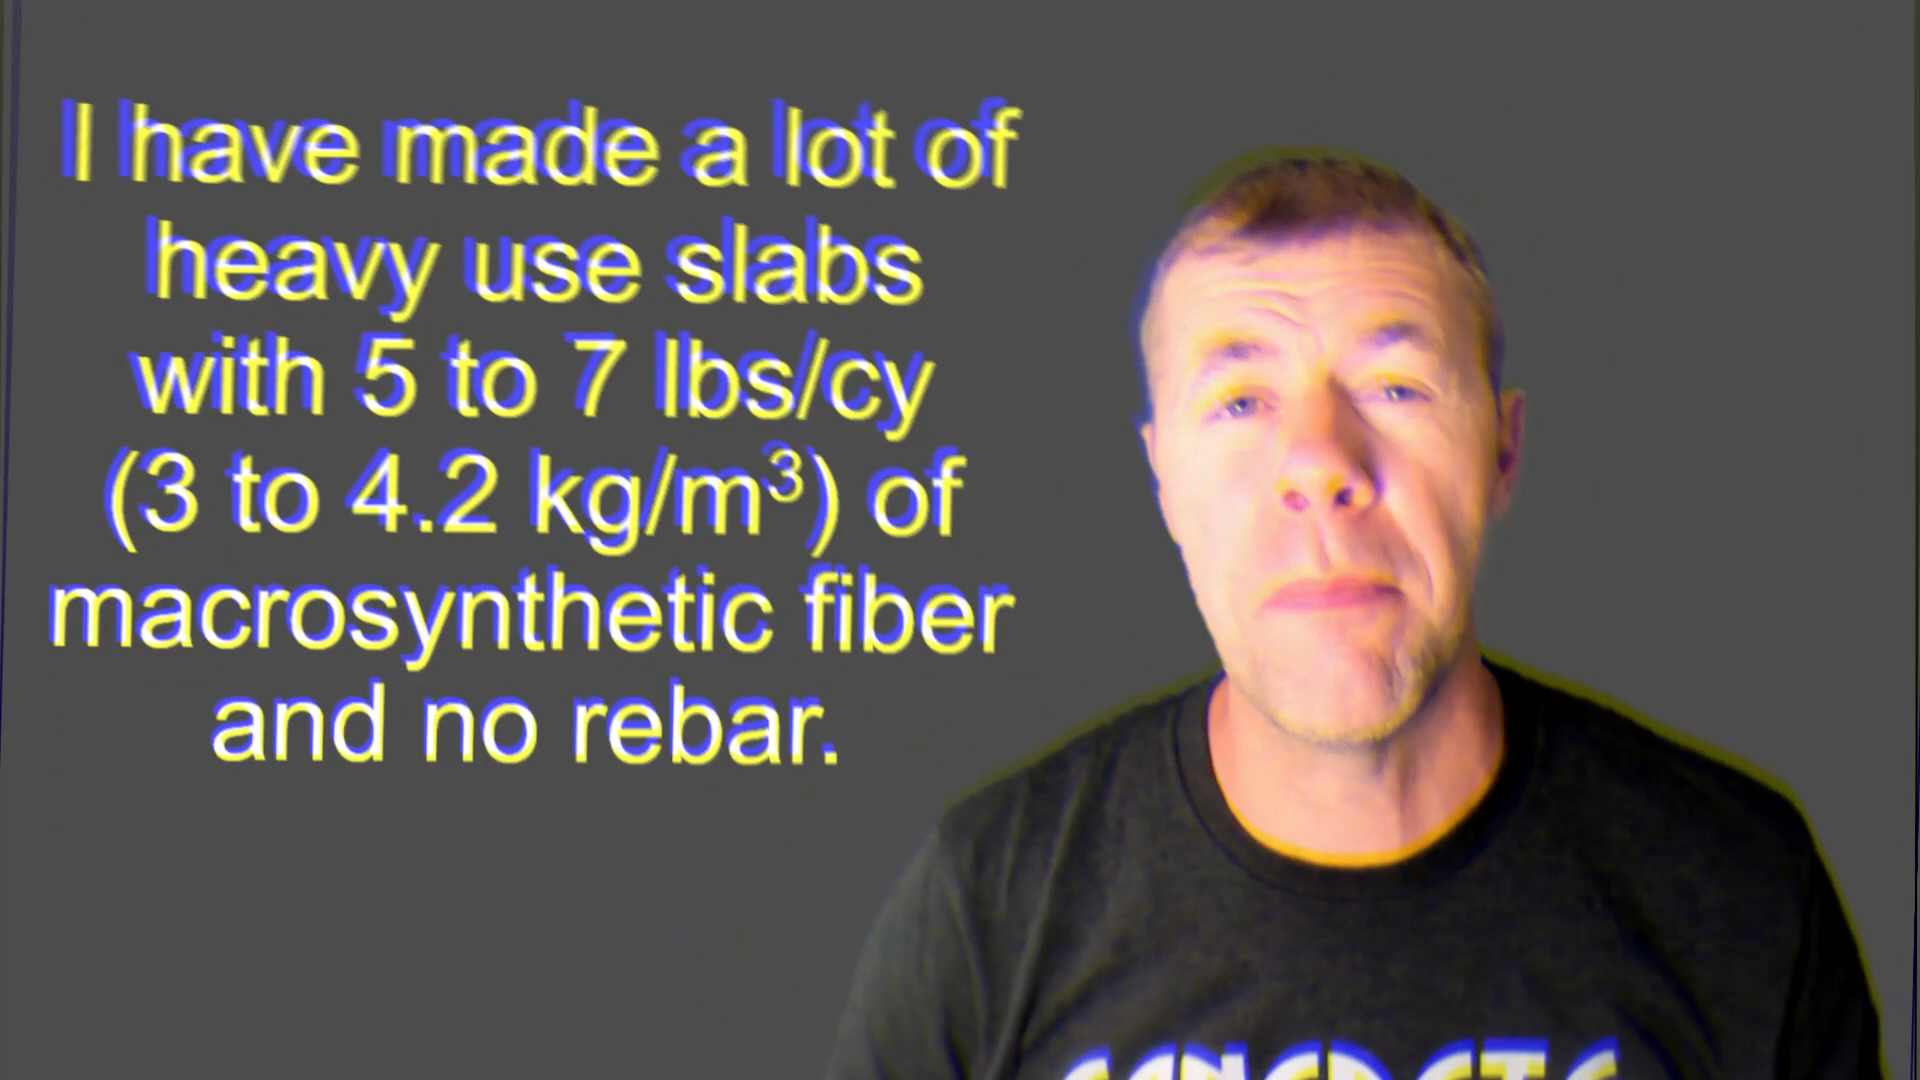 I have made a lot of
heavy use slabs
with 5 to 7 lbs/cy
(3 to 4.2 kg/m³) of
macrosynthetic fiber
and no rebar.